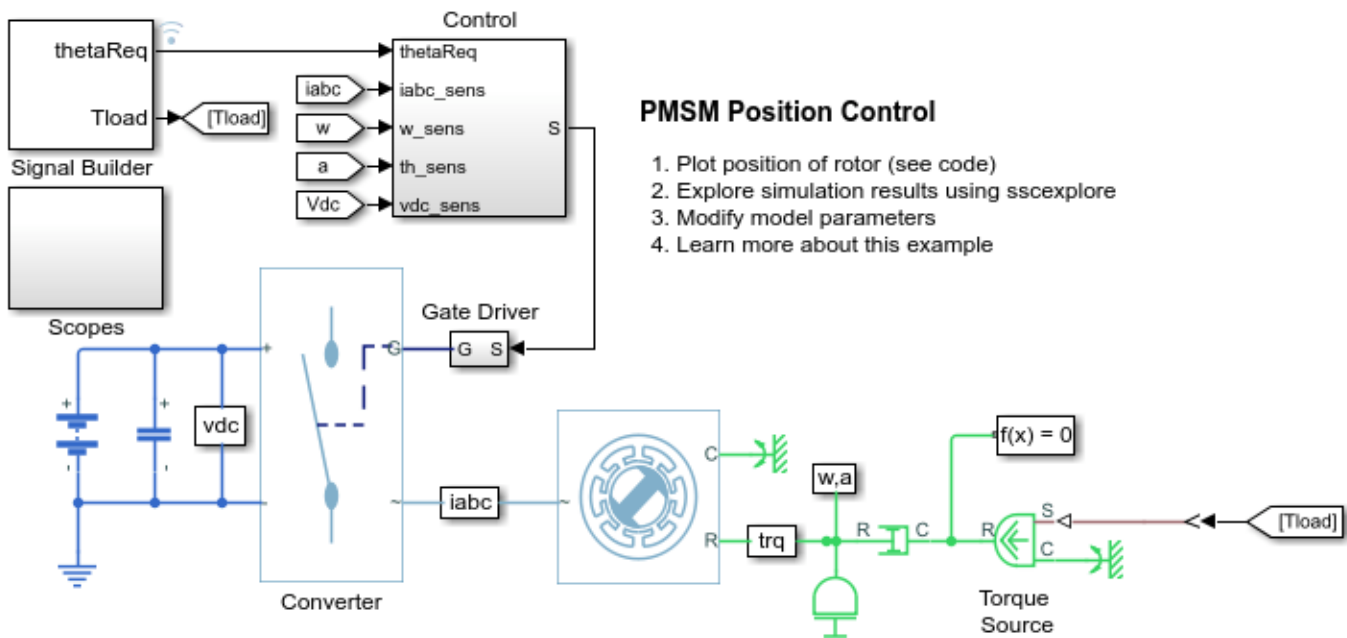 Control
thetaReq
Tload
[Tload]
Signal Builder
Scopes
iabc
w
a
Vdc
thetaReq
iabc_sens
w_sens
th_sens
vdc_sens
S
PMSM Position Control
1. Plot position of rotor (see code)
2. Explore simulation results using sscexplore
3. Modify model parameters
4. Learn more about this example
Gate Driver
G S
+
-
+
-
vdc
+
-
G
~
Converter
iabc
~
C
R
trq
w,a
R C
f(x) = 0
R
S
C
[Tload]
Torque
Source